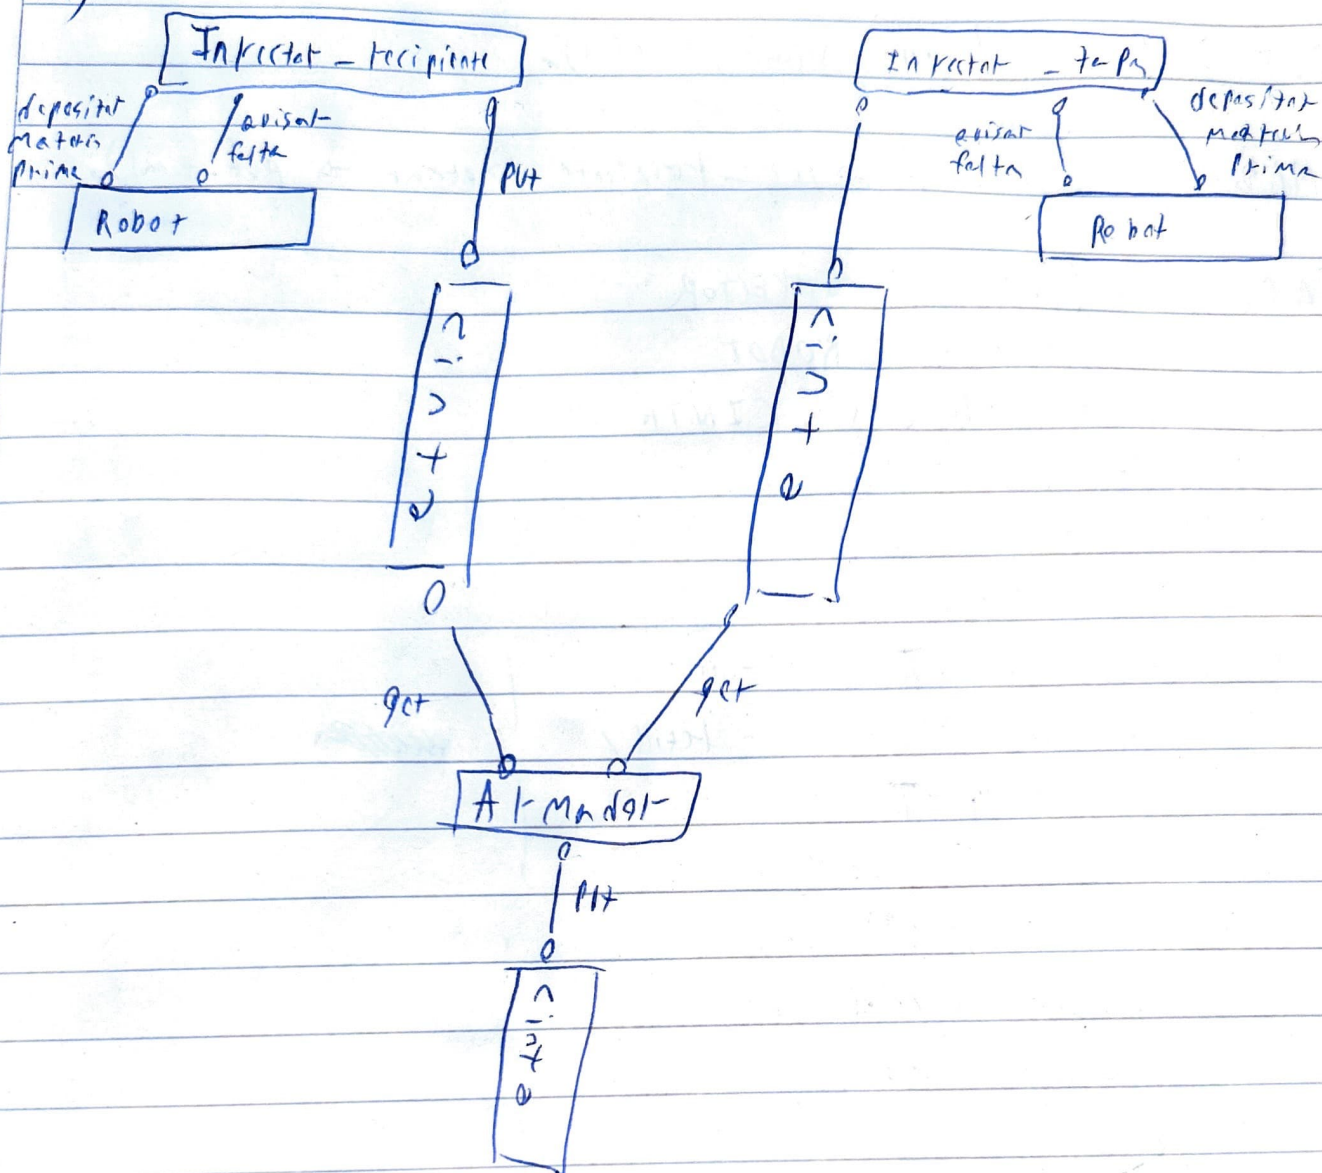 Inyector - recipiente
Inyector - tapa
depositar
materia
prima
avisar
falta
put
avisar
falta
depositar
materia
prima
Robot
Robot
cinta
cinta
get
get
Armador
put
cinta